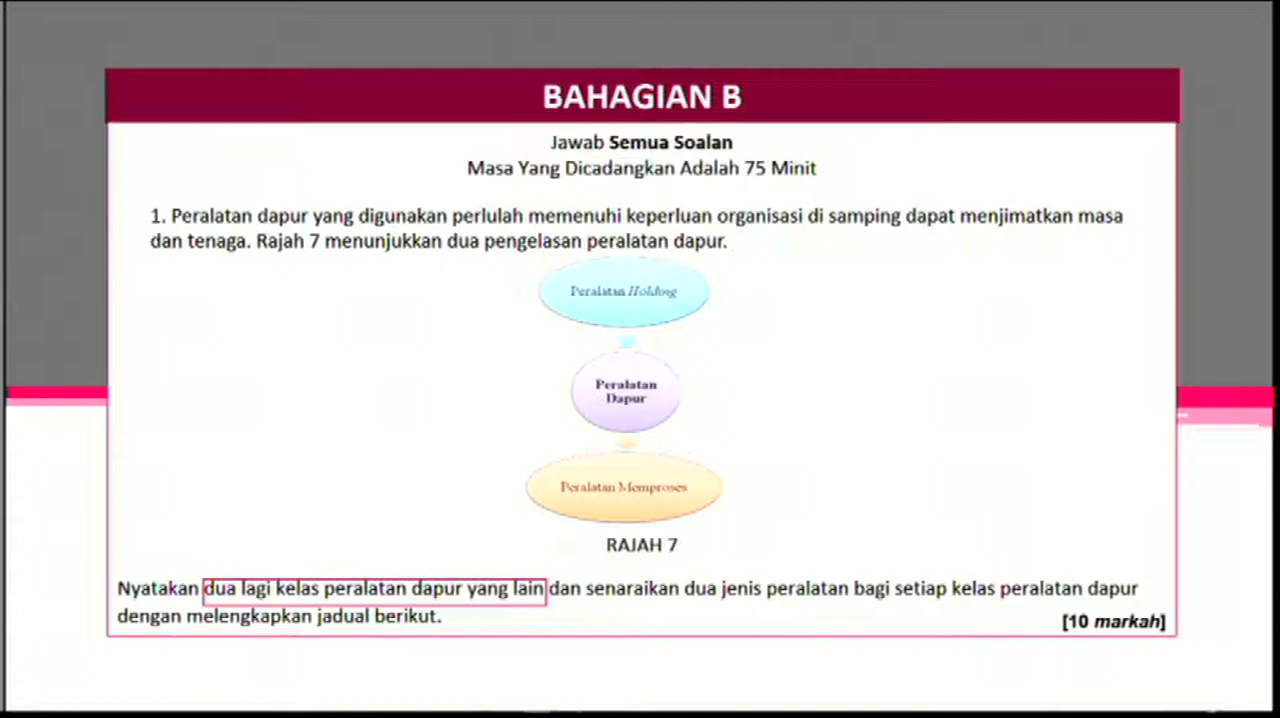 BAHAGIAN B
Jawab Semua Soalan
Masa Yang Dicadangkan Adalah 75 Minit
1. Peralatan dapur yang digunakan perlulah memenuhi keperluan organisasi di samping dapat menjimatkan masa
dan tenaga. Rajah 7 menunjukkan dua pengelasan peralatan dapur.
Peralatan Holding
Peralatan
Dapur
Peralatan Memproses
RAJAH 7
Nyatakan dua lagi kelas peralatan dapur yang lain dan senaraikan dua jenis peralatan bagi setiap kelas peralatan dapur
dengan melengkapkan jadual berikut.
[10 markah]